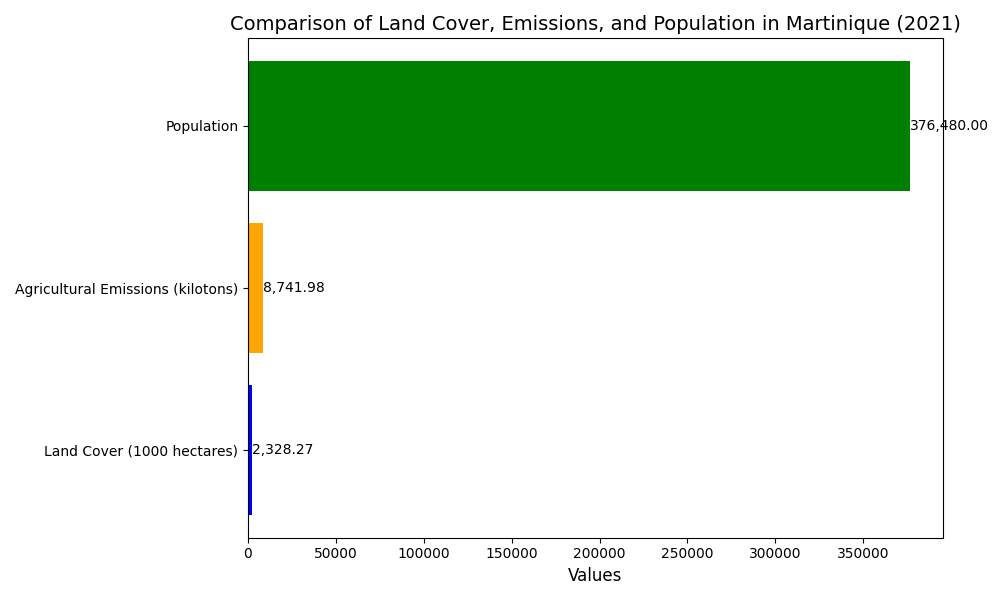 Comparison of Land Cover, Emissions, and Population in Martinique (2021)
Population
376,480.00
Agricultural Emissions (kilotons)
8,741.98
Land Cover (1000 hectares)
2,328.27
0 50000 100000 150000 200000 250000 300000 350000
Values